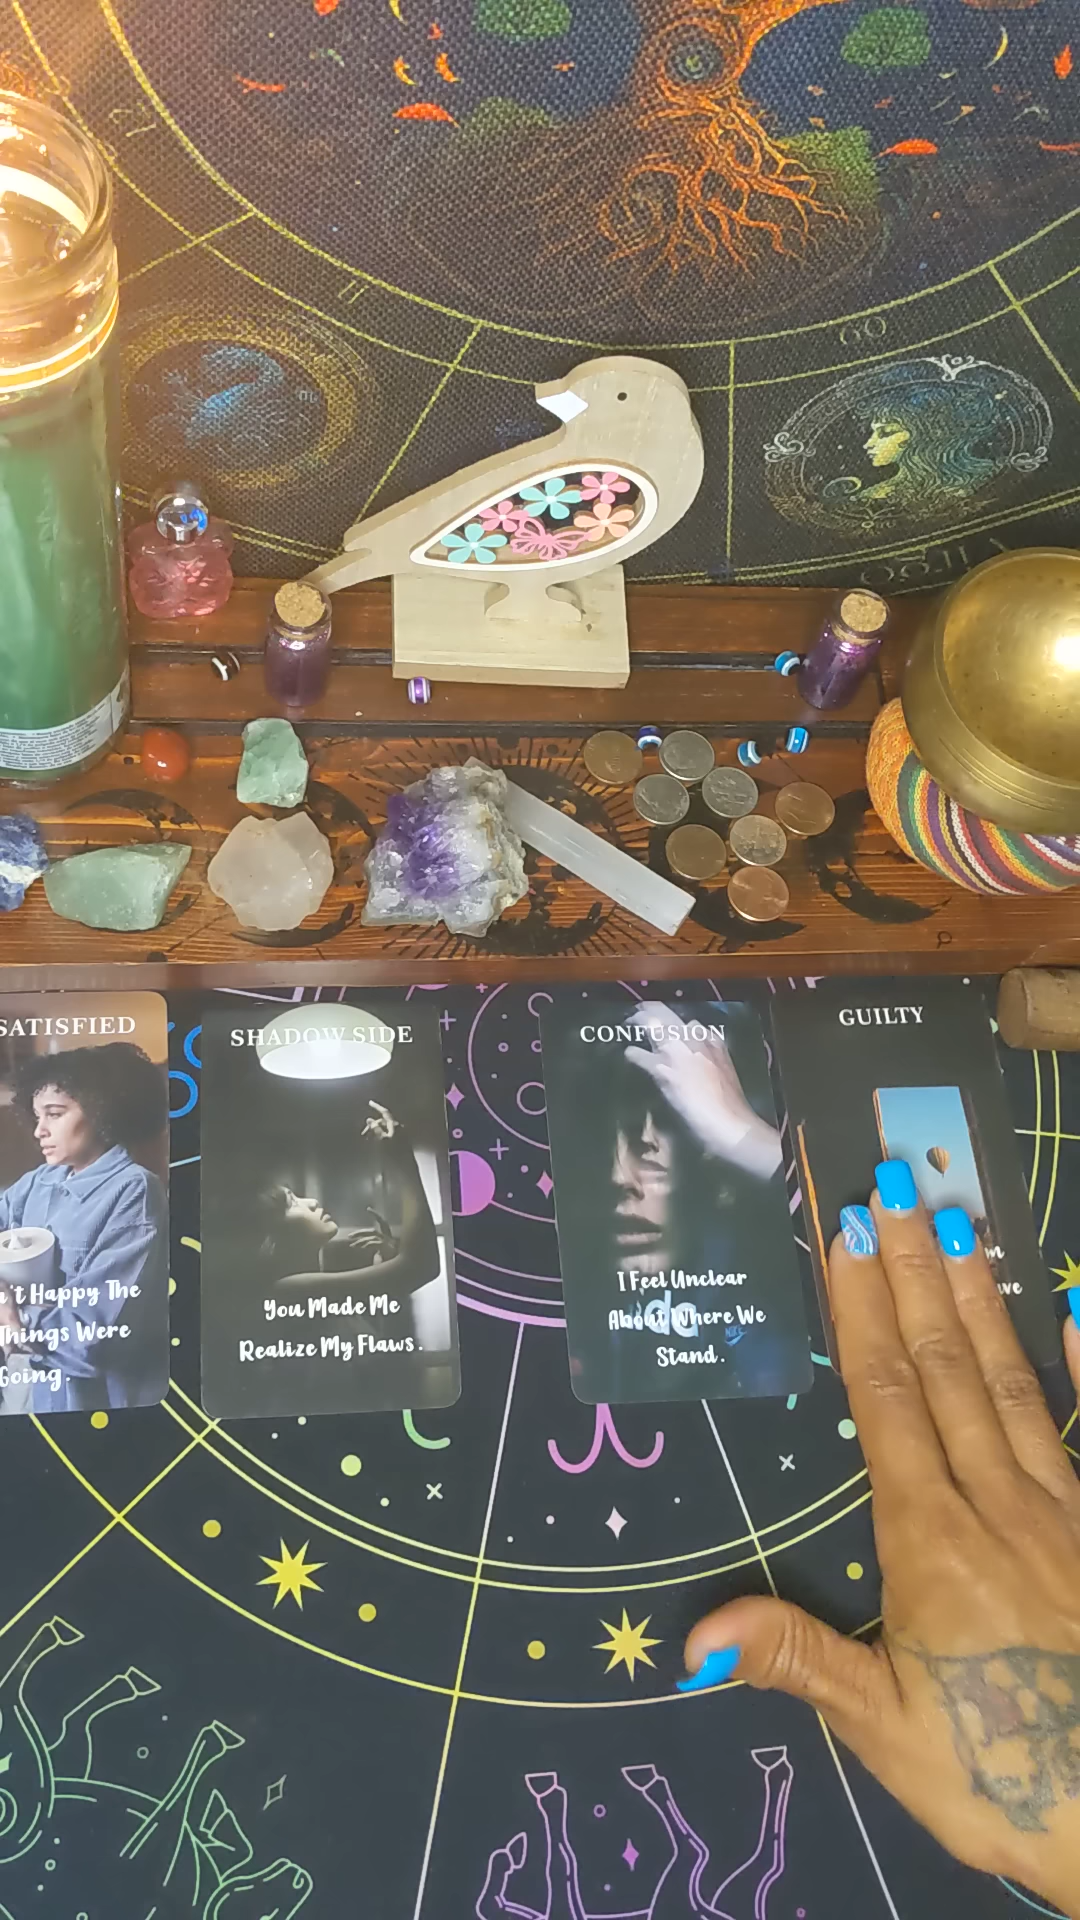 SATISFIED
't Happy The
Things Were
Going.
SHADOW SIDE
You Made Me
Realize My Flaws.
CONFUSION
I Feel Unclear
About Where We
Stand.
GUILTY